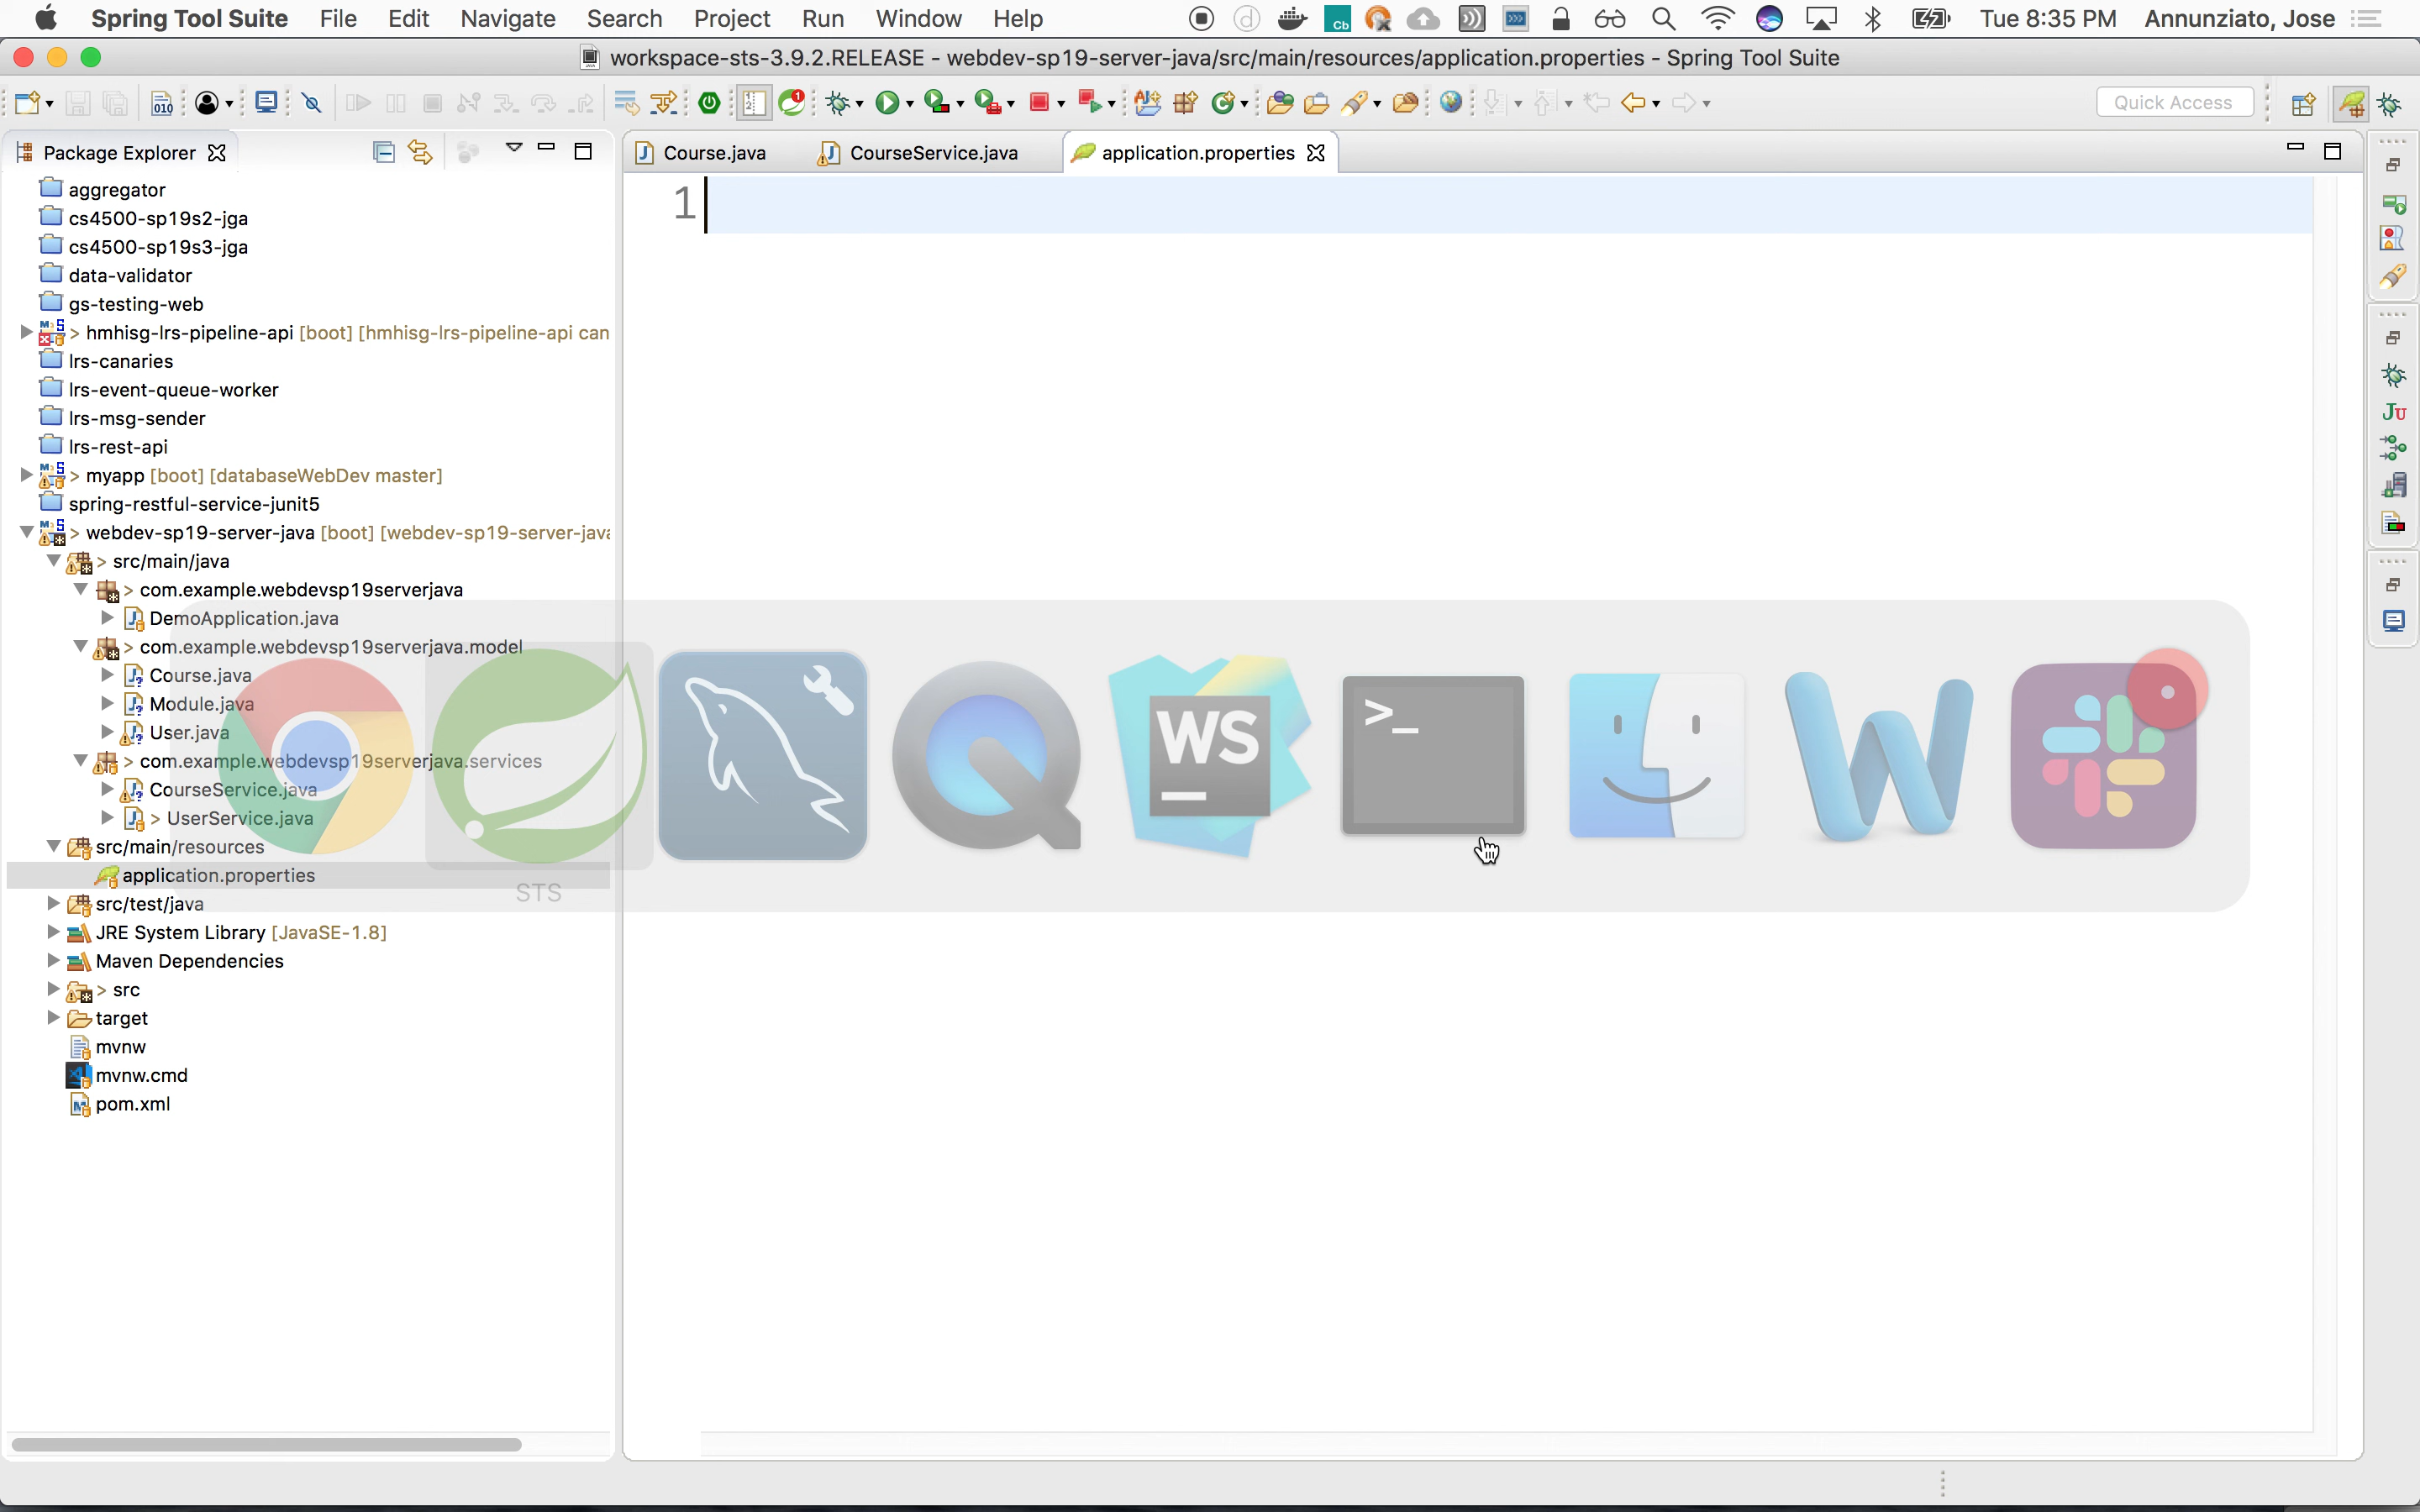 Spring Tool Suite File Edit Navigate Search Project Run Window Help Cb Tue 8:35 PM Annunziato, Jose
workspace-sts-3.9.2.RELEASE - webdev-sp19-server-java/src/main/resources/application.properties - Spring Tool Suite
010 Quick Access
Package Explorer
Course.java CourseService.java application.properties
1
aggregator
cs4500-sp19s2-jga
cs4500-sp19s3-jga
data-validator
gs-testing-web
> hmhisg-lrs-pipeline-api [boot] [hmhisg-lrs-pipeline-api can
lrs-canaries
lrs-event-queue-worker
lrs-msg-sender
lrs-rest-api
> myapp [boot] [databaseWebDev master]
spring-restful-service-junit5
> webdev-sp19-server-java [boot] [webdev-sp19-server-java
> src/main/java
> com.example.webdevsp19serverjava
DemoApplication.java
> com.example.webdevsp19serverjava.model
Course.java
Module.java
User.java
> com.example.webdevsp19serverjava.services
CourseService.java
> UserService.java
src/main/resources
application.properties
src/test/java
JRE System Library [JavaSE-1.8]
Maven Dependencies
> src
target
mvnw
mvnw.cmd
pom.xml
STS
WS
>_
JU